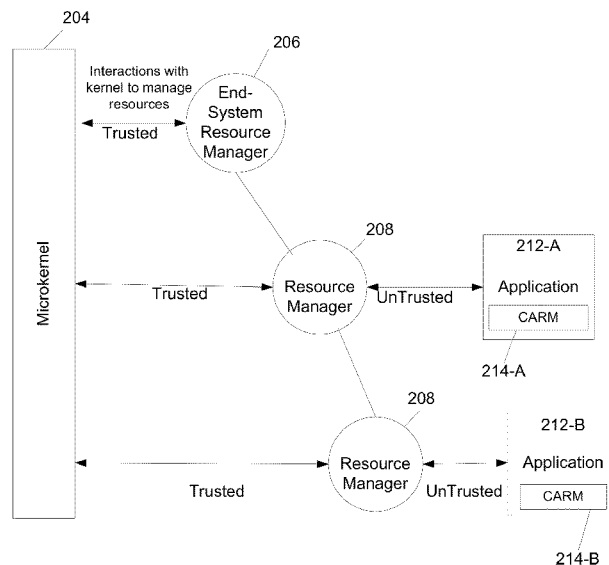 204
206
Interactions with
kernel to manage
resources
End-
System
Resource
Manager
Trusted
208
212-A
Microkernel
Resource
Manager
Application
Trusted
UnTrusted
CARM
214-A
208
212-B
Resource
Manager
Application
Trusted
UnTrusted
CARM
214-B